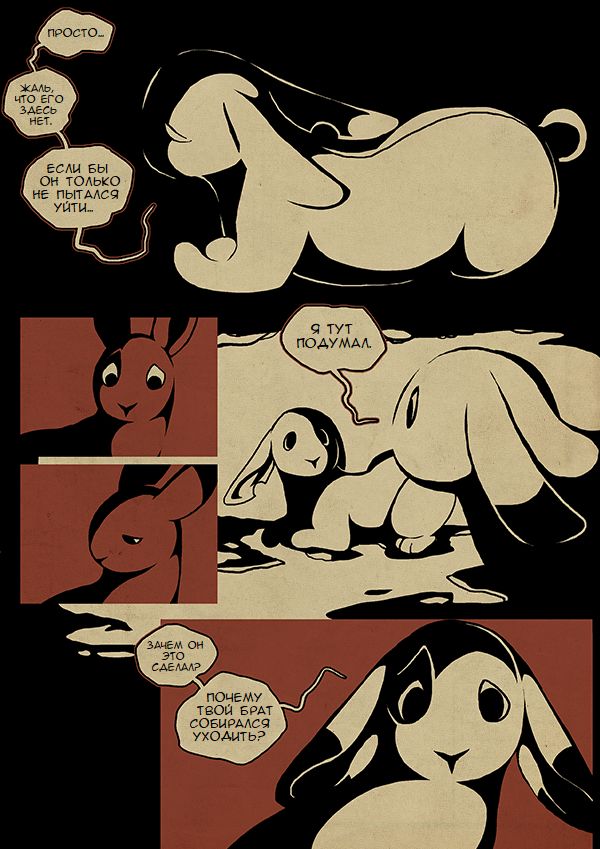 ПРОСТО...
ЖАЛЬ,
ЧТО ЕГО
ЗДЕСЬ
НЕТ.
ЕСЛИ БЫ
ОН ТОЛЬКО
НЕ ПЫТАЛСЯ
УЙТИ...
Я ТУТ
ПОДУМАЛ.
ЗАЧЕМ ОН
ЭТО
СДЕЛАЛ?
ПОЧЕМУ
ТВОЙ БРАТ
СОБИРАЛСЯ
УХОДИТЬ?